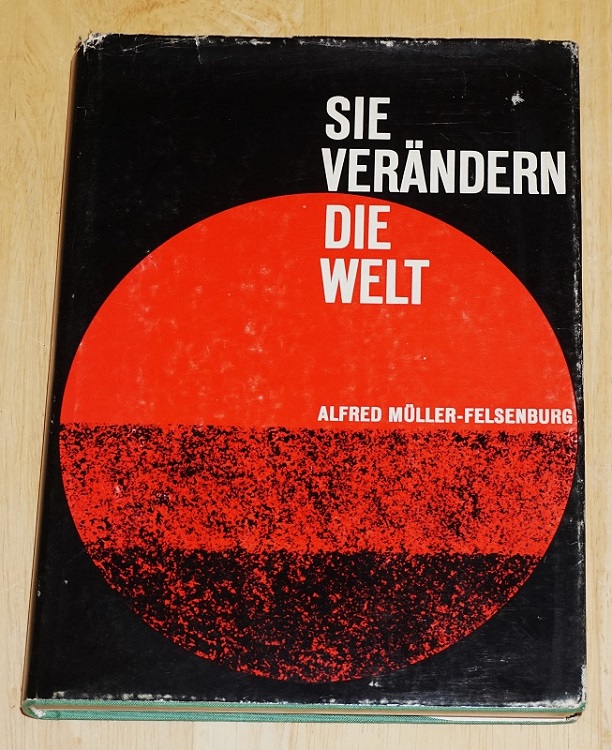 SIE
VERÄNDERN
DIE
WELT
ALFRED MÜLLER-FELSENBURG